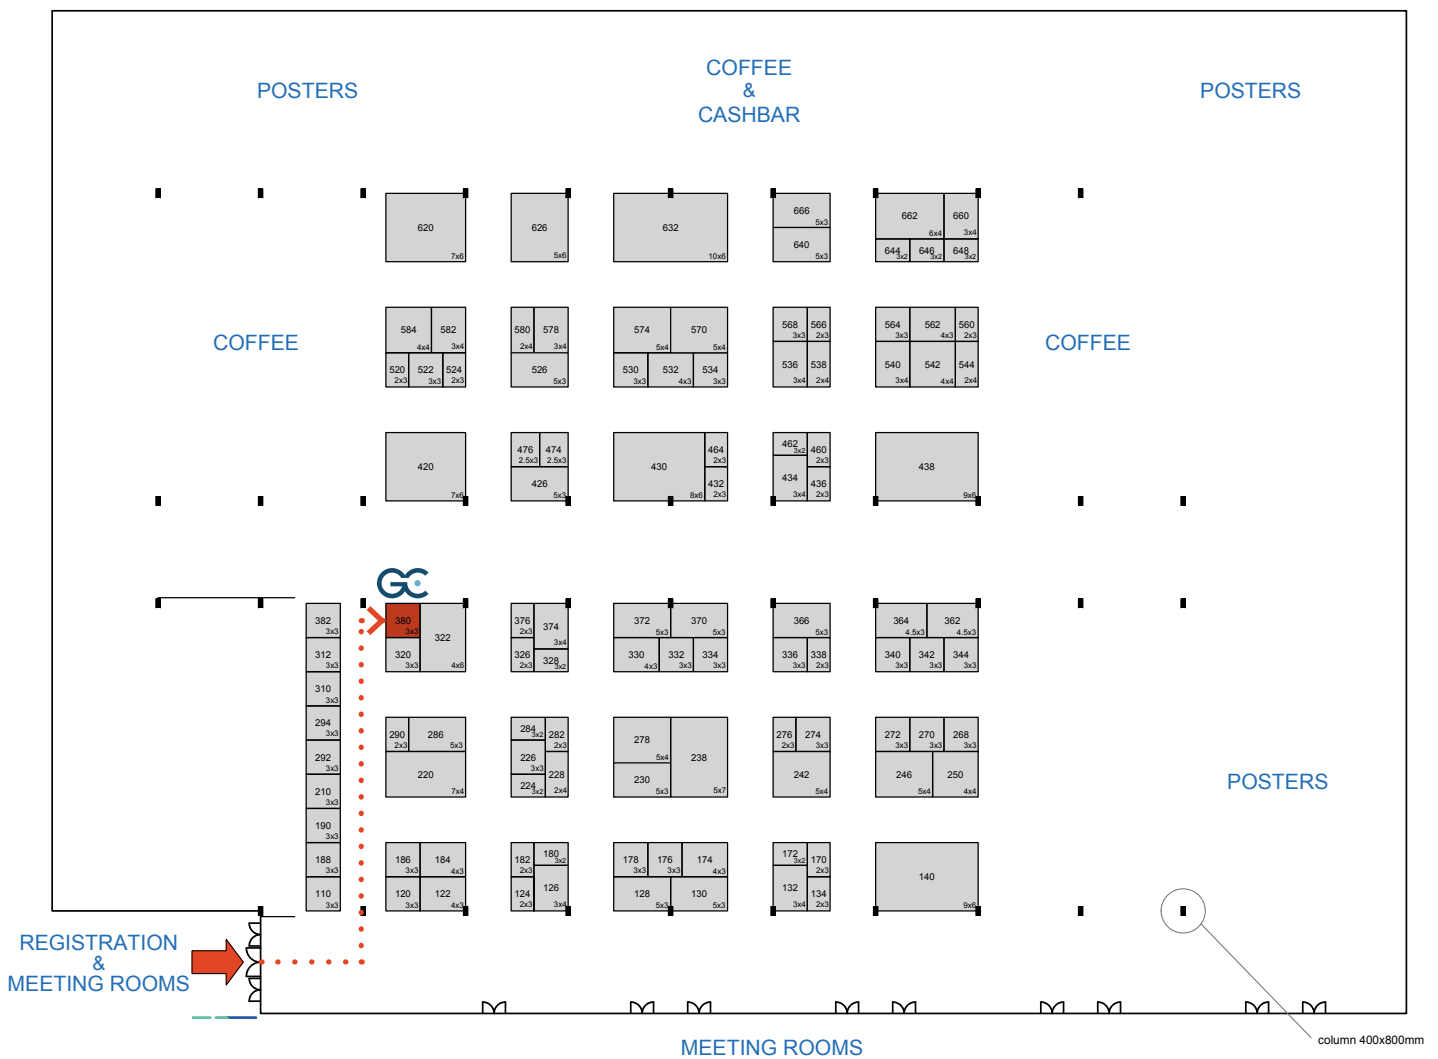 COFFEE
&
CASHBAR
POSTERS
POSTERS
620
7x6
626
5x6
632
10x6
666
5x3
640
5x3
662
6x4
660
3x4
644
3x2
646
3x2
648
3x2
COFFEE
COFFEE
584
4x4
582
3x4
520
2x3
522
3x3
524
2x3
580
2x4
578
3x4
526
5x3
574
5x4
570
5x4
530
3x3
532
4x3
534
3x3
568
3x3
566
2x3
536
3x4
538
2x4
564
3x3
562
4x3
560
2x3
540
3x4
542
4x4
544
2x4
420
7x6
476
2.5x3
474
2.5x3
426
5x3
430
8x6
464
2x3
432
2x3
462
3x2
460
2x3
434
3x4
436
2x3
438
9x6
GC
382
3x3
312
3x3
310
3x3
294
3x3
292
3x3
210
3x3
190
3x3
188
3x3
110
3x3
380
3x3
322
4x6
320
3x3
376
2x3
374
3x4
326
2x3
328
3x2
372
5x3
370
5x3
330
4x3
332
3x3
334
3x3
366
5x3
336
3x3
338
2x3
364
4.5x3
362
4.5x3
340
3x3
342
3x3
344
3x3
290
2x3
286
5x3
220
7x4
284
3x2
282
2x3
226
3x3
228
2x4
224
3x2
278
5x4
238
5x7
230
5x3
276
2x3
274
3x3
242
5x4
272
3x3
270
3x3
268
3x3
246
5x4
250
4x4
POSTERS
186
3x3
184
4x3
120
3x3
122
4x3
182
2x3
180
3x2
124
2x3
126
3x4
178
3x3
176
3x3
174
4x3
128
5x3
130
5x3
172
3x2
170
2x3
132
3x4
134
2x3
140
9x6
REGISTRATION
&
MEETING ROOMS
MEETING ROOMS
column 400x800mm